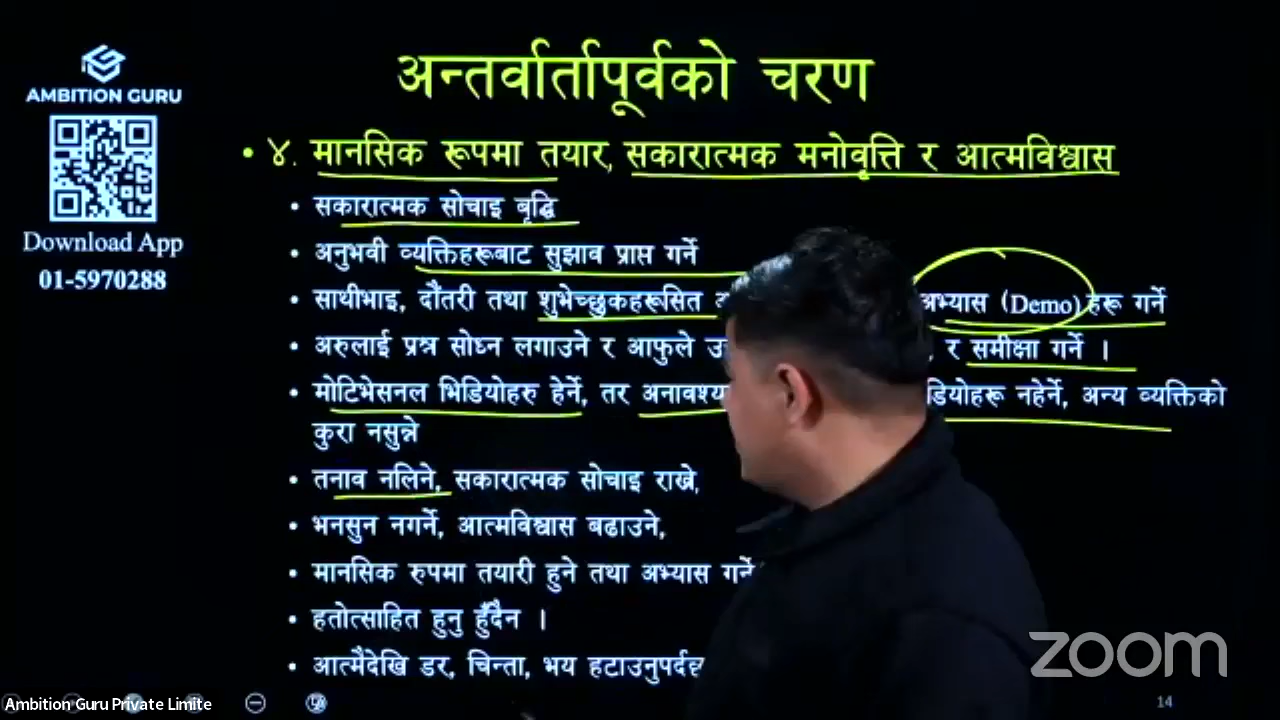 अन्तर्वार्तापूर्वको चरण
AMBITION GURU
Download App
01-5970288
• ४. मानसिक रूपमा तयार, सकारात्मक मनोवृत्ति र आत्मविश्वास
• सकारात्मक सोचाइ बृद्धि
• अनुभवी व्यक्तिहरूबाट सुझाव प्राप्त गर्ने
• साथीभाइ, दौंतरी तथा शुभेच्छुकहरूसित अभ्यास (Demo) हरू गर्ने
• अरुलाई प्रश्न सोध्न लगाउने र आफुले , र समीक्षा गर्ने ।
• मोटिभेसनल भिडियोहरु हेर्ने, तर नहेर्ने, अन्य व्यक्तिको
कुरा नसुन्ने
• तनाव नलिने, सकारात्मक सोचाइ राख्ने,
• भनसुन नगर्ने, आत्मविश्वास बढाउने,
• मानसिक रुपमा तयारी हुने तथा अभ्यास गर्ने
• हतोत्साहित हुनु हुँदैन ।
• आत्मैदेखि डर, चिन्ता, भय हटाउनुपर्दछ
zoom
Ambition Guru Private Limite
14